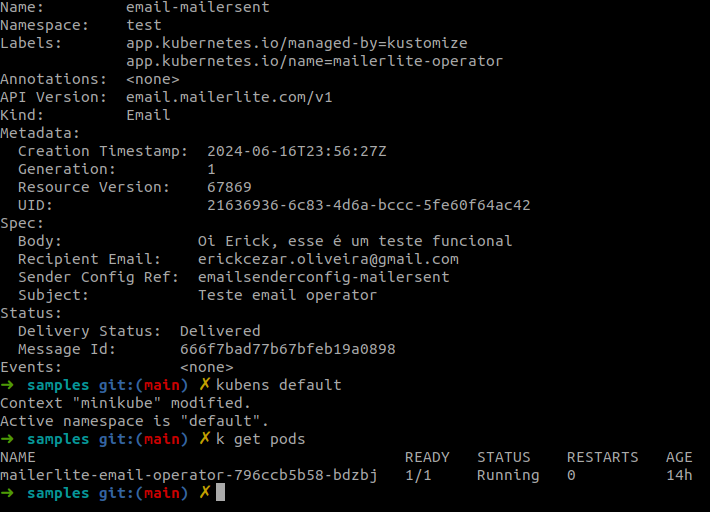 Name:         email-mailersent
Namespace:    test
Labels:       app.kubernetes.io/managed-by=kustomize
              app.kubernetes.io/name=mailerlite-operator
Annotations:  <none>
API Version:  email.mailerlite.com/v1
Kind:         Email
Metadata:
  Creation Timestamp:  2024-06-16T23:56:27Z
  Generation:          1
  Resource Version:    67869
  UID:                 21636936-6c83-4d6a-bccc-5fe60f64ac42
Spec:
  Body:               Oi Erick, esse é um teste funcional
  Recipient Email:    erickcezar.oliveira@gmail.com
  Sender Config Ref:  emailsenderconfig-mailersent
  Subject:            Teste email operator
Status:
  Delivery Status:  Delivered
  Message Id:       666f7bad77b67bfeb19a0898
Events:             <none>
➜  samples git:(main) ✗ kubens default
Context "minikube" modified.
Active namespace is "default".
➜  samples git:(main) ✗ k get pods
NAME                                         READY   STATUS    RESTARTS   AGE
mailerlite-email-operator-796ccb5b58-bdzbj   1/1     Running   0          14h
➜  samples git:(main) ✗